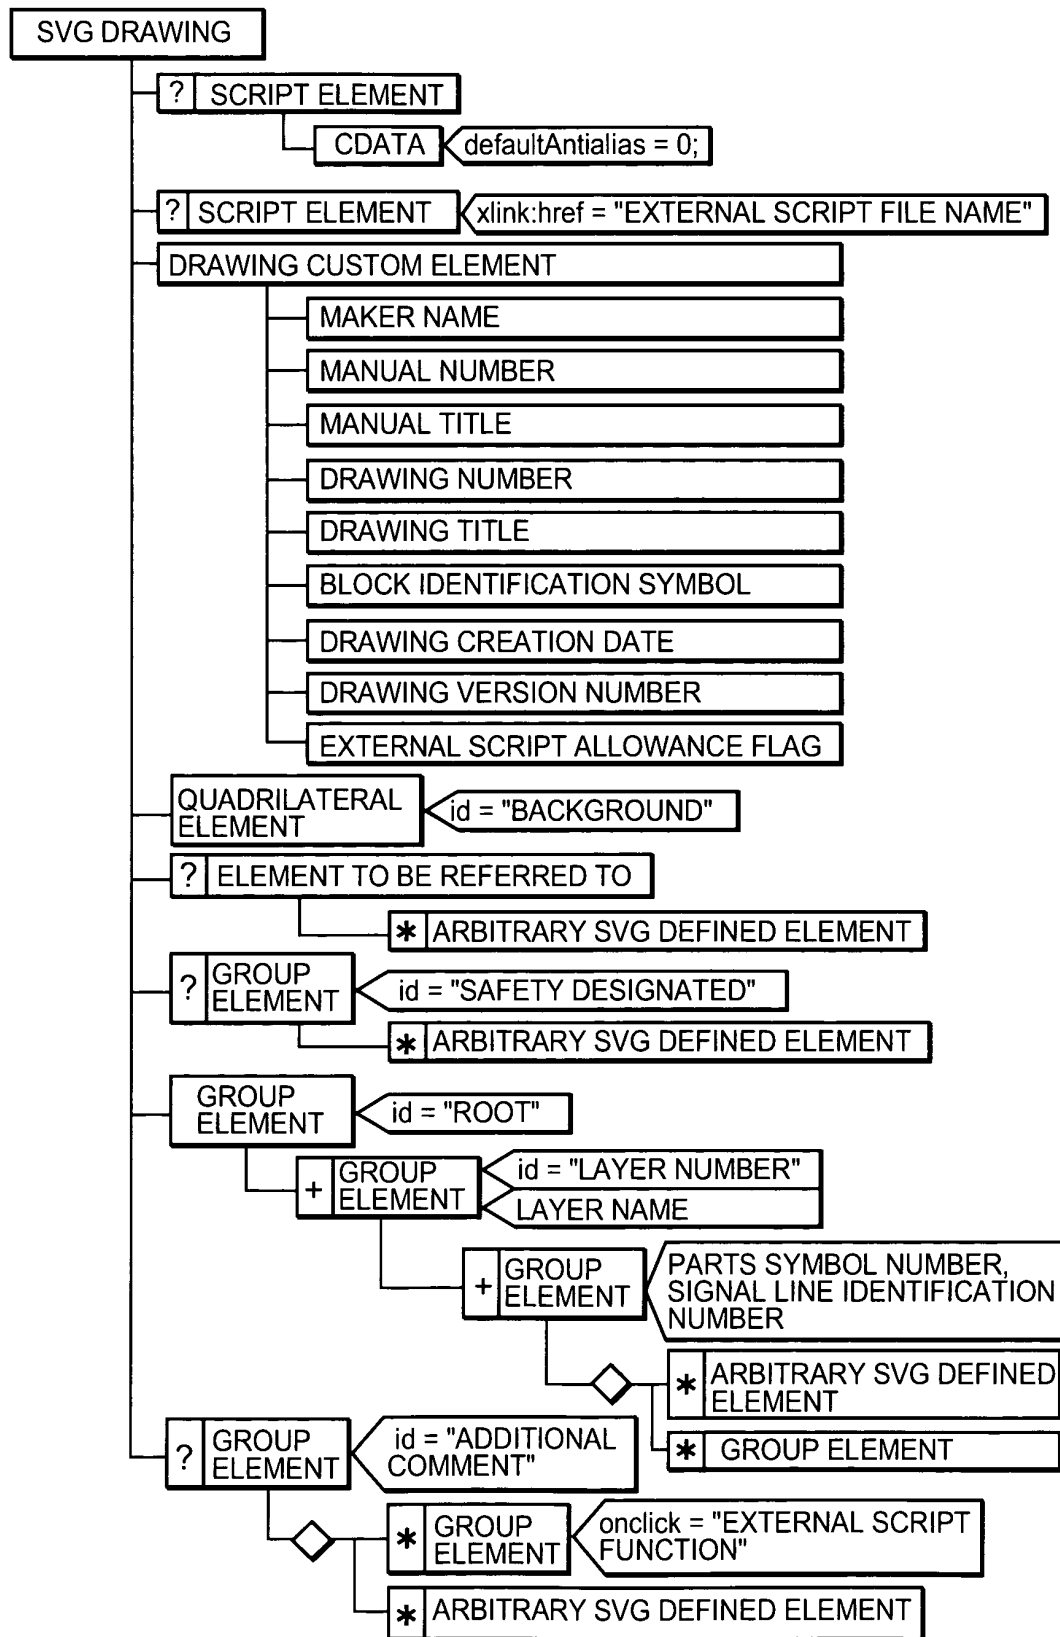 SVG DRAWING
? SCRIPT ELEMENT
CDATA defaultAntialias = 0;
? SCRIPT ELEMENT xlink:href = "EXTERNAL SCRIPT FILE NAME"
DRAWING CUSTOM ELEMENT
MAKER NAME
MANUAL NUMBER
MANUAL TITLE
DRAWING NUMBER
DRAWING TITLE
BLOCK IDENTIFICATION SYMBOL
DRAWING CREATION DATE
DRAWING VERSION NUMBER
EXTERNAL SCRIPT ALLOWANCE FLAG
QUADRILATERAL
ELEMENT
id = "BACKGROUND"
? ELEMENT TO BE REFERRED TO
* ARBITRARY SVG DEFINED ELEMENT
? GROUP
ELEMENT
id = "SAFETY DESIGNATED"
* ARBITRARY SVG DEFINED ELEMENT
GROUP
ELEMENT
id = "ROOT"
+ GROUP
ELEMENT
id = "LAYER NUMBER"
LAYER NAME
+ GROUP
ELEMENT
PARTS SYMBOL NUMBER,
SIGNAL LINE IDENTIFICATION
NUMBER
* ARBITRARY SVG DEFINED
ELEMENT
* GROUP ELEMENT
? GROUP
ELEMENT
id = "ADDITIONAL
COMMENT"
* GROUP
ELEMENT
onclick = "EXTERNAL SCRIPT
FUNCTION"
* ARBITRARY SVG DEFINED ELEMENT